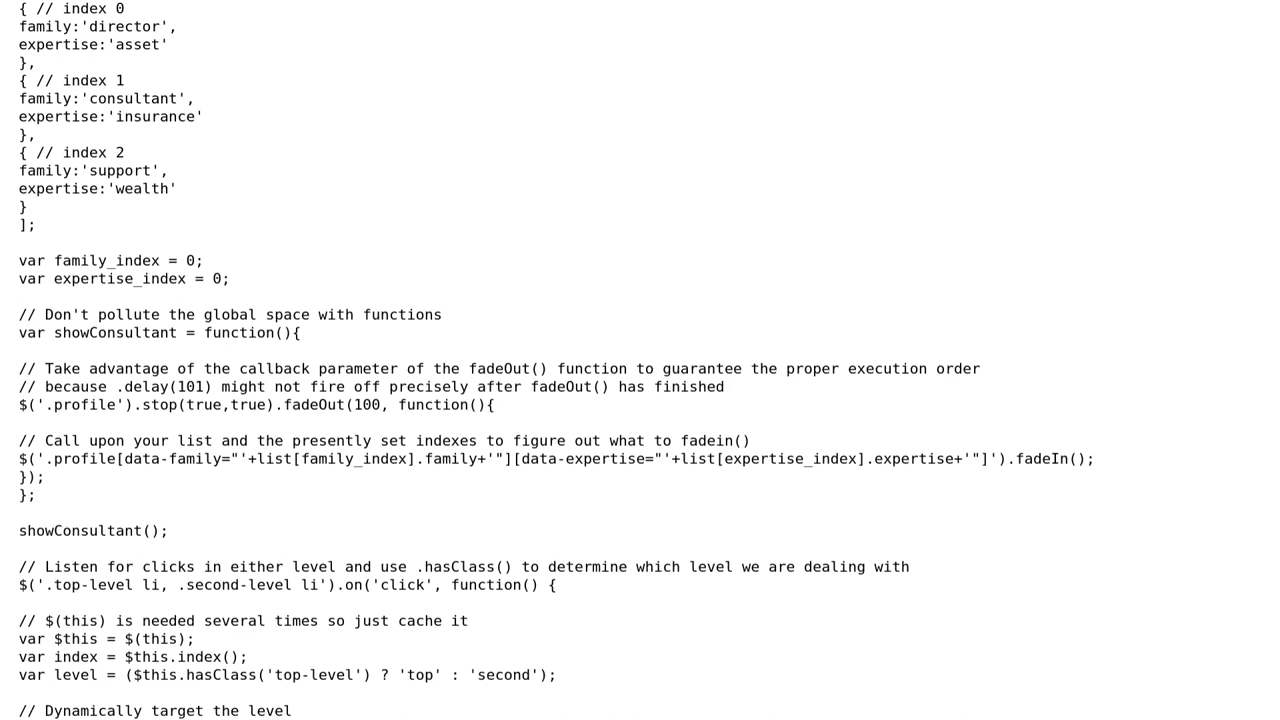 { // index 0
family:'director',
expertise:'asset'
},
{ // index 1
family:'consultant',
expertise:'insurance'
},
{ // index 2
family:'support',
expertise:'wealth'
}
];
var family_index = 0;
var expertise_index = 0;
// Don't pollute the global space with functions
var showConsultant = function(){
// Take advantage of the callback parameter of the fadeOut() function to guarantee the proper execution order
// because .delay(101) might not fire off precisely after fadeOut() has finished
$('.profile').stop(true,true).fadeOut(100, function(){
// Call upon your list and the presently set indexes to figure out what to fadein()
$('.profile[data-family="'+list[family_index].family+'"][data-expertise="'+list[expertise_index].expertise+'"]').fadeIn();
});
};
showConsultant();
// Listen for clicks in either level and use .hasClass() to determine which level we are dealing with
$('.top-level li, .second-level li').on('click', function() {
// $(this) is needed several times so just cache it
var $this = $(this);
var index = $this.index();
var level = ($this.hasClass('top-level') ? 'top' : 'second');
// Dynamically target the level